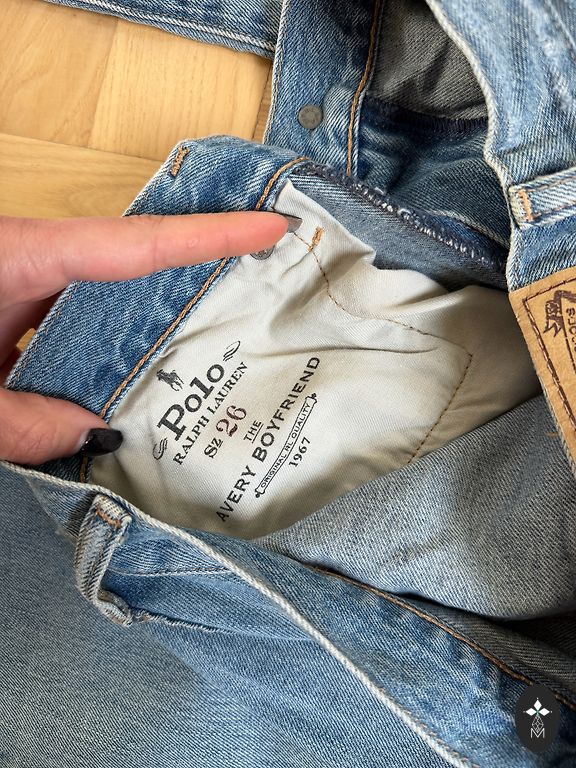 Polo
RALPH LAUREN
SZ 26
THE
AVERY BOYFRIEND
ORIGINAL RL QUALITY
1967
M